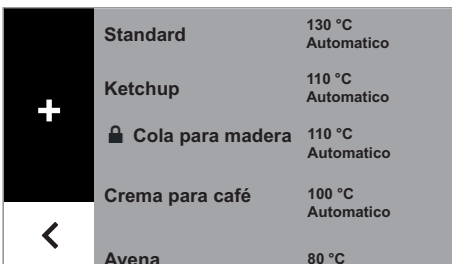 Standard 130 °C
Automatico
Ketchup 110 °C
Automatico
Cola para madera 110 °C
Automatico
Crema para café 100 °C
Automatico
Avena 80 °C